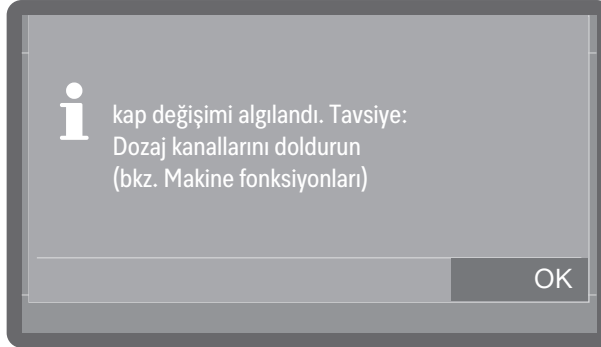 kap değişimi algılandı. Tavsiye:
Dozaj kanallarını doldurun
(bkz. Makine fonksiyonları)
OK